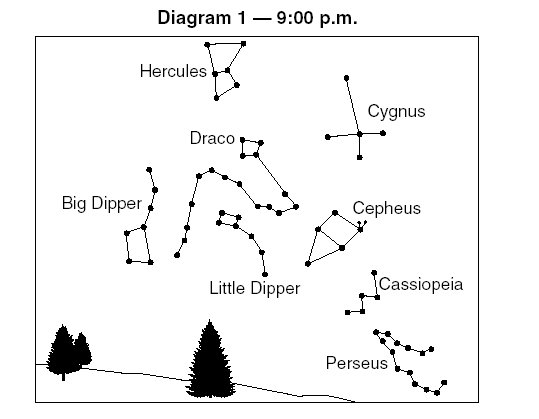 Diagram 1 — 9:00 p.m.
Hercules
Cygnus
Draco
Big Dipper
Cepheus
Little Dipper
Cassiopeia
Perseus